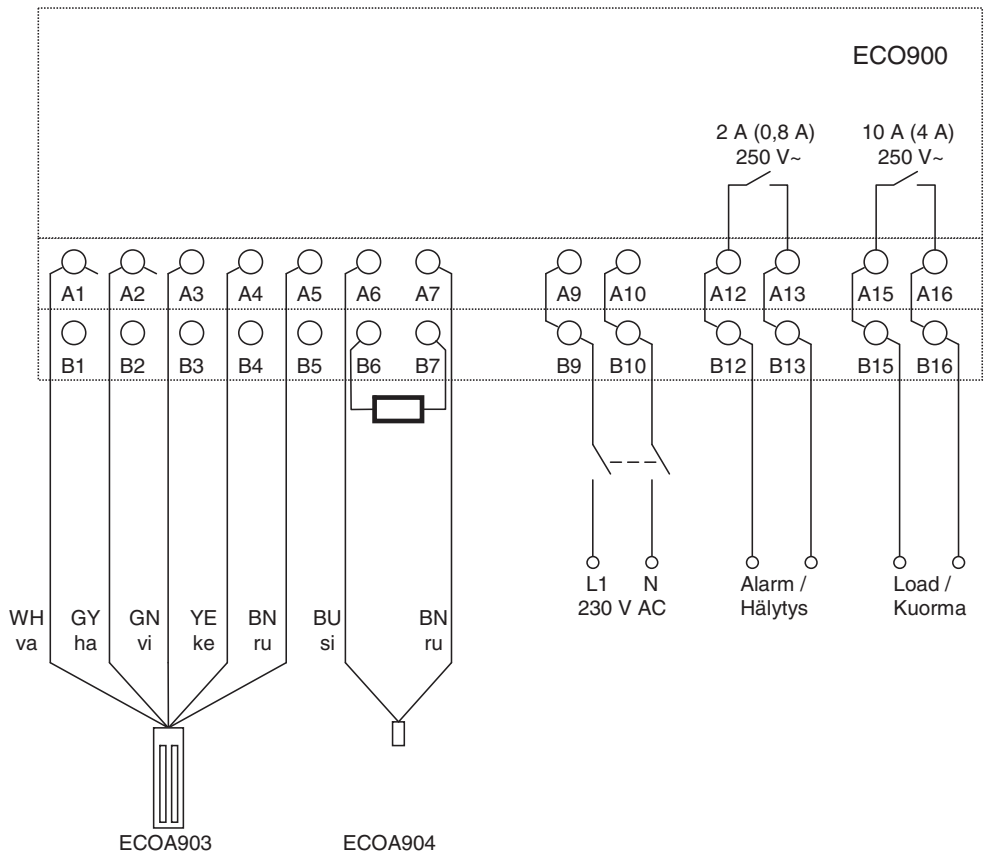 ECO900
2 A (0,8 A)
250 V~
10 A (4 A)
250 V~
A1 A2 A3 A4 A5 A6 A7 A9 A10 A12 A13 A15 A16
B1 B2 B3 B4 B5 B6 B7 B9 B10 B12 B13 B15 B16
L1 N
230 V AC
Alarm /
Hälytys
Load /
Kuorma
WH GY GN YE BN BU BN
va ha vi ke ru si ru
ECOA903 ECOA904